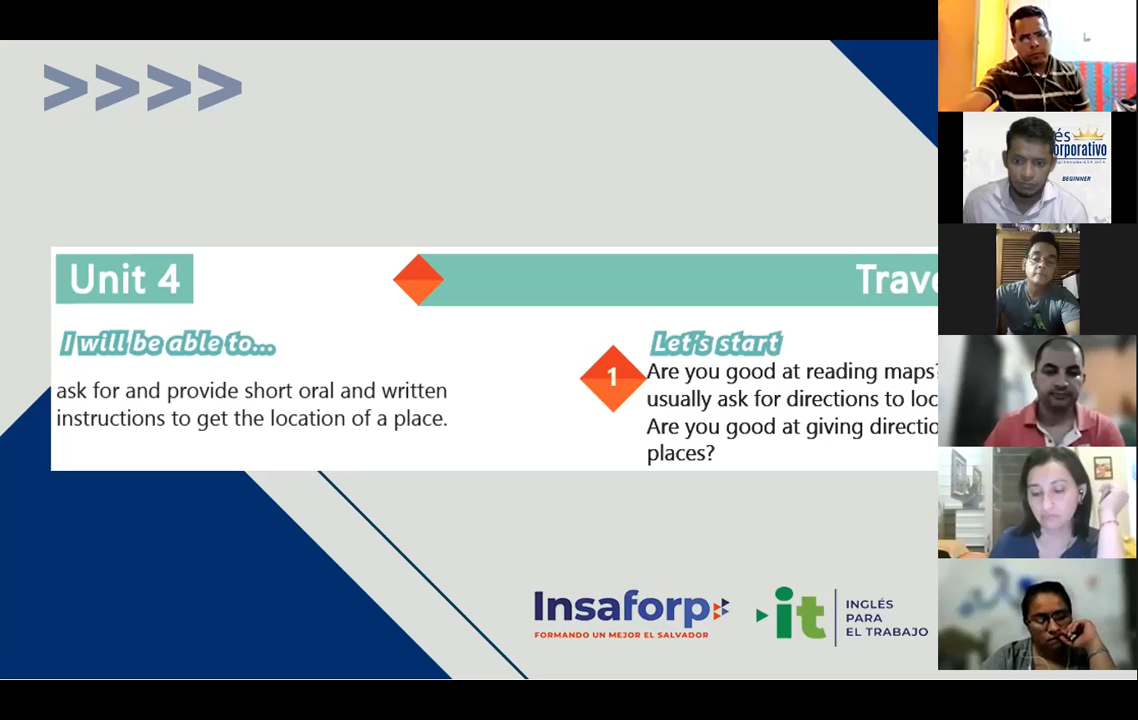 >>>>
Unit 4
Trave
I will be able to...
ask for and provide short oral and written
instructions to get the location of a place.
Let's start
1
Are you good at reading maps?
usually ask for directions to loc
Are you good at giving directio
places?
Insaforp
FORMANDO UN MEJOR EL SALVADOR
it
INGLÉS
PARA
EL TRABAJO
és
orporativo
BEGINNER